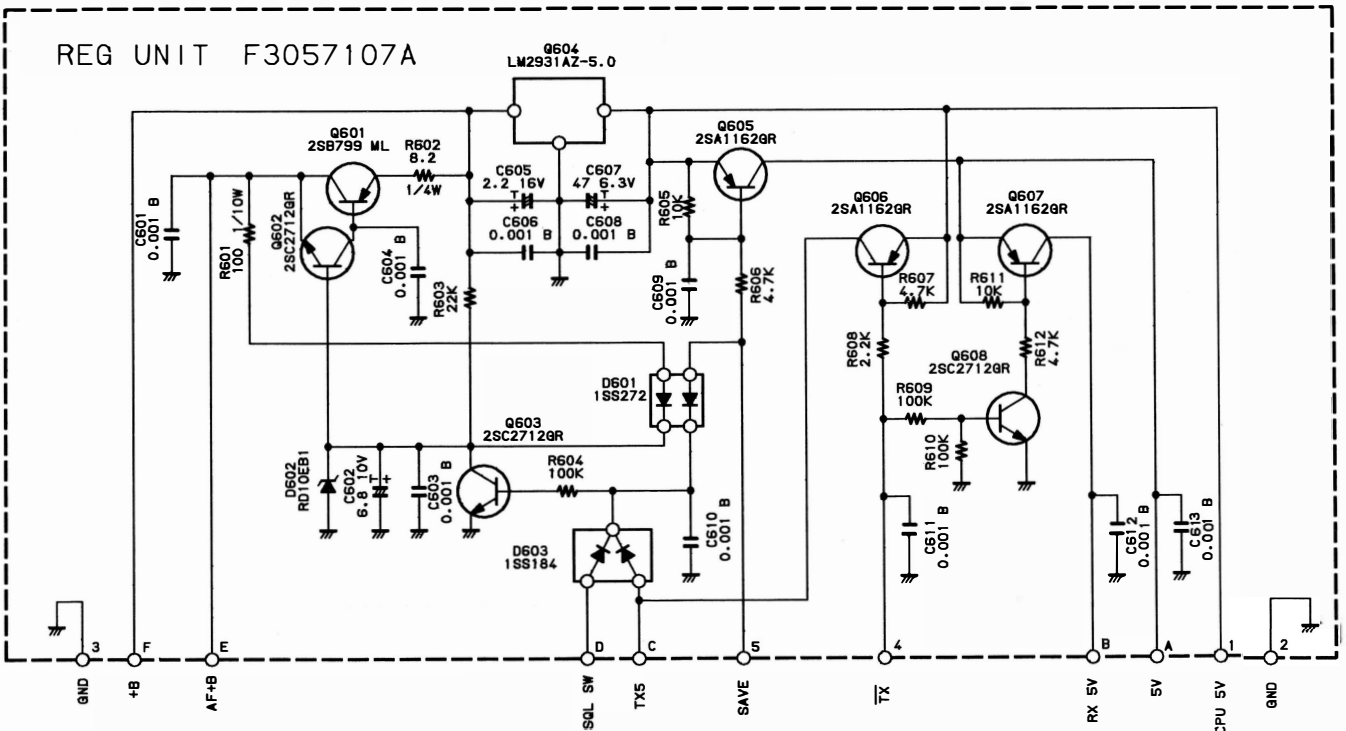 REG UNIT F3057107A
Q604
LM2931AZ-5.0
Q601
2SB799 ML
R602
8.2
1/4W
C605
2.2 16V
T
+
C607
47 6.3V
T
+
C606
0.001 B
C608
0.001 B
Q605
2SA1162GR
R605
10K
C609
0.001 B
R606
4.7K
Q606
2SA1162GR
Q607
2SA1162GR
R607
4.7K
R611
10K
R608
2.2K
R612
4.7K
Q608
2SC2712GR
R609
100K
R610
100K
C601
0.001 B
R601
100 1/10W
Q602
2SC2712GR
C604
0.001 B
R603
22K
D601
1SS272
Q603
2SC2712GR
R604
100K
D602
RD10EB1
C602
6.8 10V
T
+
C603
0.001 B
D603
1SS184
C610
0.001 B
C611
0.001 B
C612
0.001 B
C613
0.001 B
3
F
E
D
C
5
4
B
A
1
2
GND
+B
AF+B
SQL SW
TX5
SAVE
TX
RX 5V
5V
CPU 5V
GND